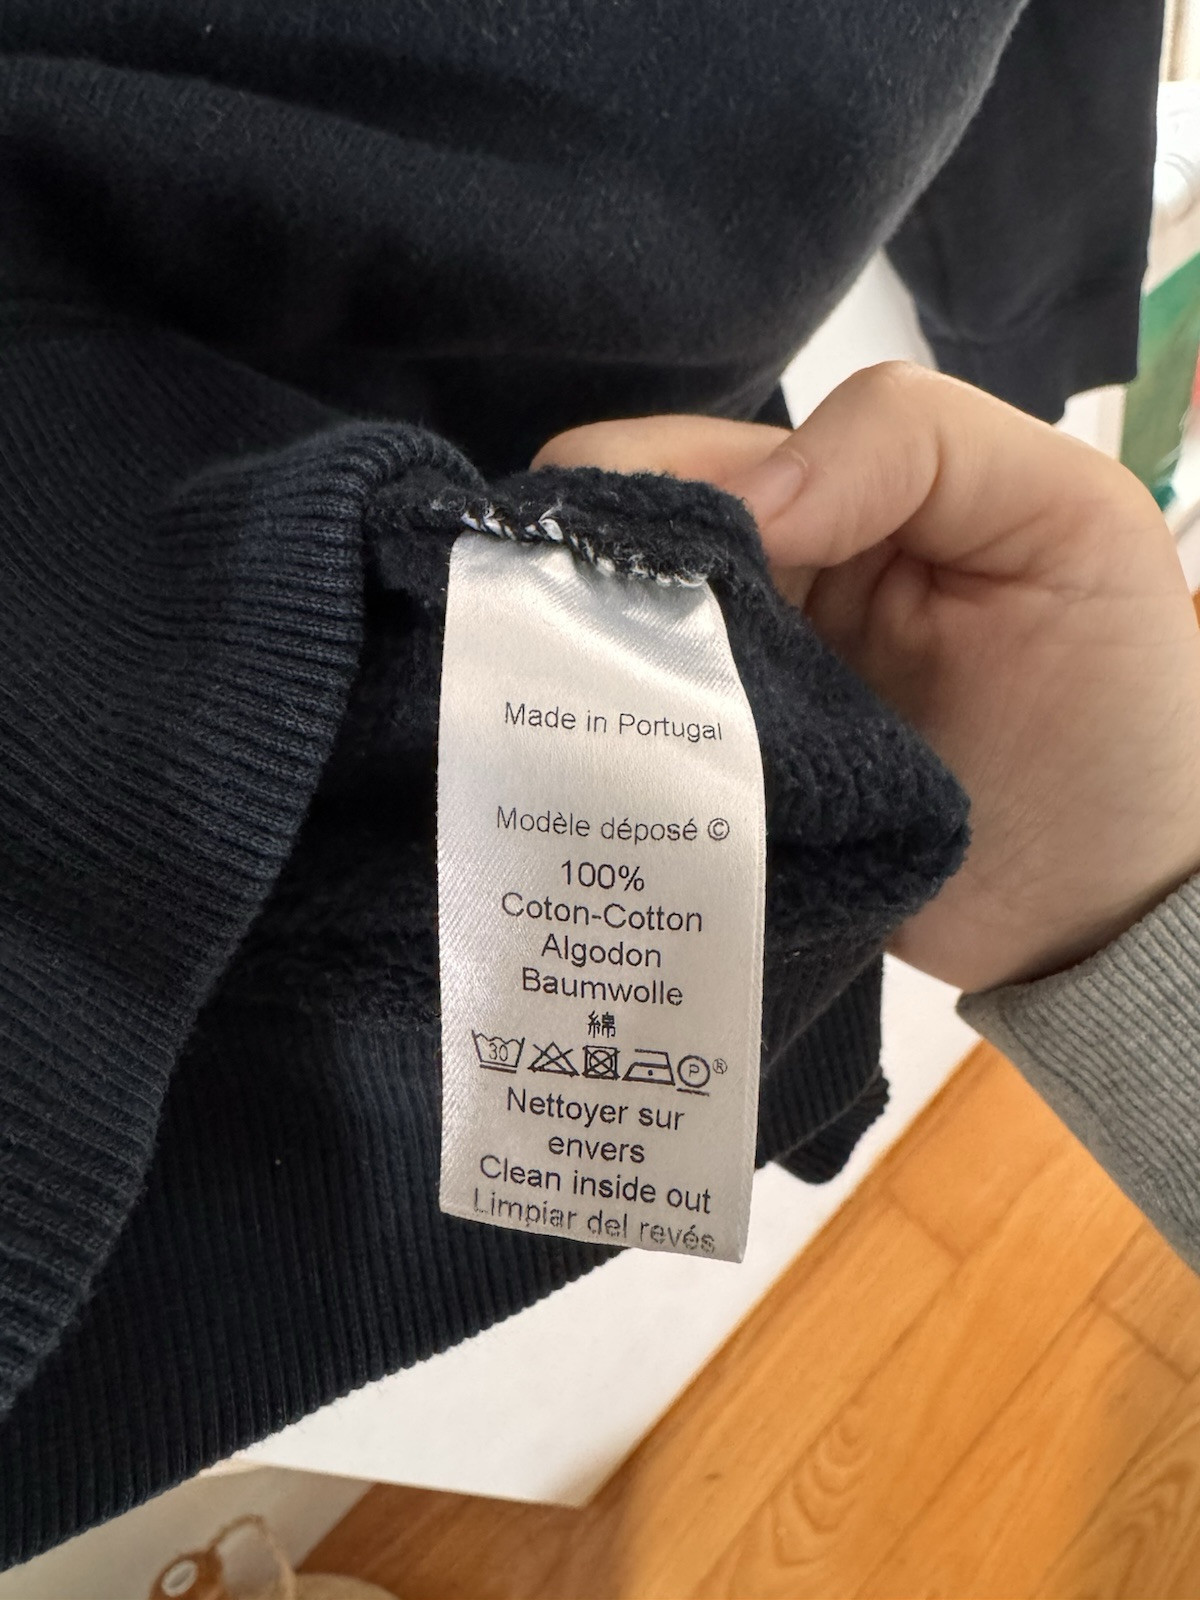 Made in Portugal
Modèle déposé ©
100%
Coton-Cotton
Algodon
Baumwolle
綿
30 P ®
Nettoyer sur
envers
Clean inside out
Limpiar del revés